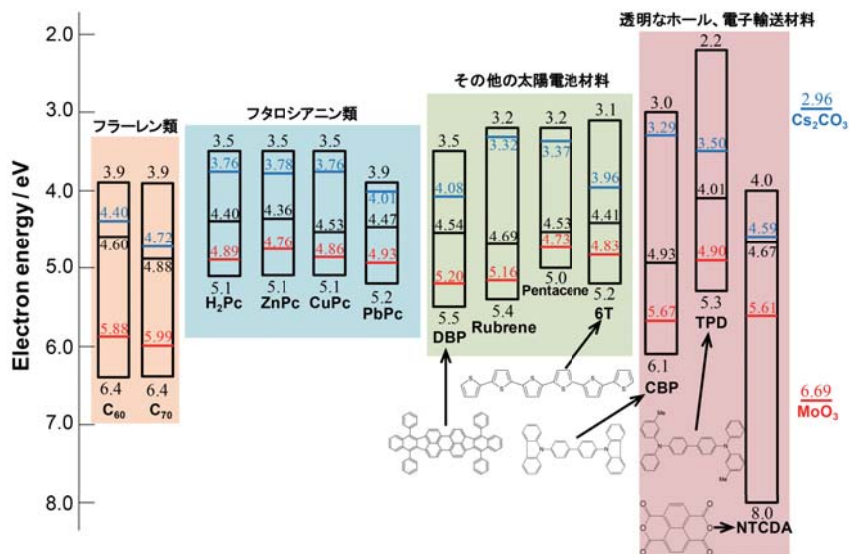 Electron energy / eV
2.0
3.0
4.0
5.0
6.0
7.0
8.0
フラーレン類
3.9
4.40
4.60
5.88
6.4
C₆₀
3.9
4.72
4.88
5.99
6.4
C₇₀
フタロシアニン類
3.5
3.76
4.40
4.89
5.1
H₂Pc
3.5
3.78
4.36
4.76
5.1
ZnPc
3.5
3.76
4.53
4.86
5.1
CuPc
3.9
4.01
4.47
4.93
5.2
PbPc
その他の太陽電池材料
3.5
4.08
4.54
5.20
5.5
DBP
3.2
3.32
4.69
5.16
5.4
Rubrene
3.2
3.37
4.53
4.73
5.0
Pentacene
3.1
3.96
4.41
4.83
5.2
6T
透明なホール、電子輸送材料
3.0
3.29
4.93
5.67
6.1
CBP
2.2
3.50
4.01
4.90
5.3
TPD
4.0
4.59
4.67
5.61
8.0
NTCDA
2.96
Cs₂CO₃
6.69
MoO₃
N
N
Me
N
N
Me
O
O
O
O
O
O